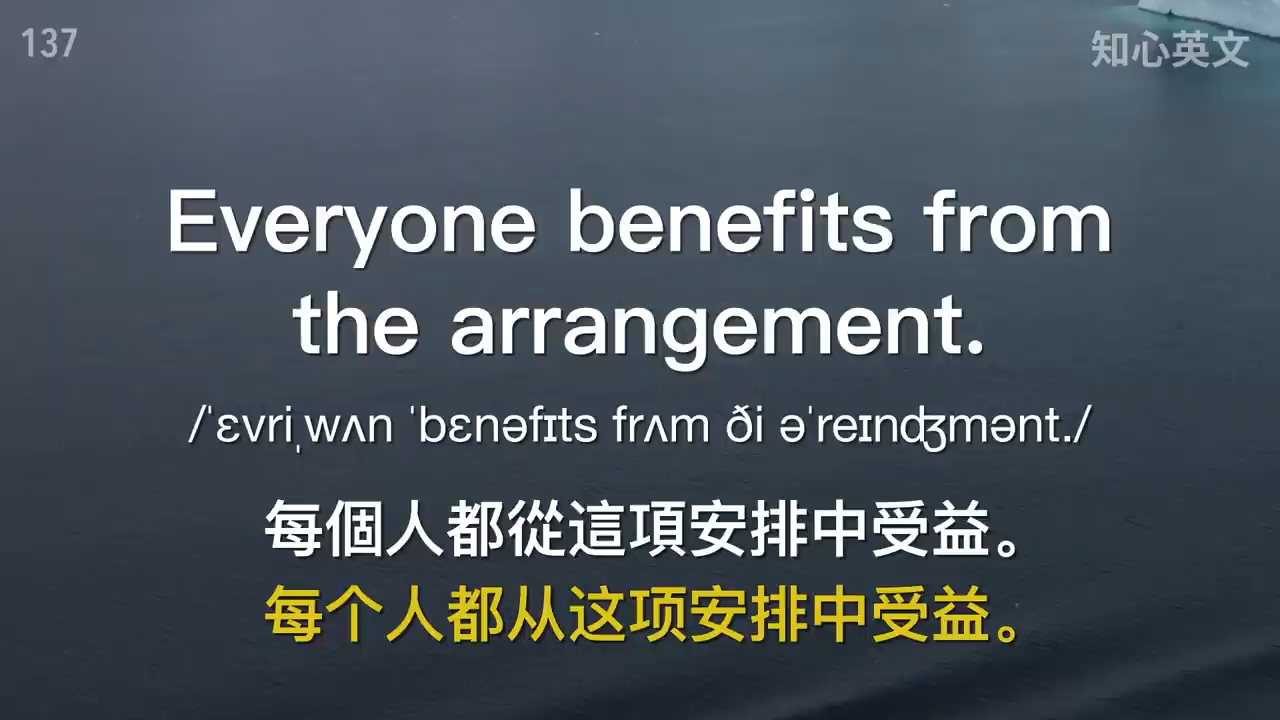 137
知心英文
Everyone benefits from
the arrangement.
/ˈɛvriˌwʌn ˈbɛnəfɪts frʌm ði əˈreɪnʤmənt./
每個人都從這項安排中受益。
每个人都从这项安排中受益。